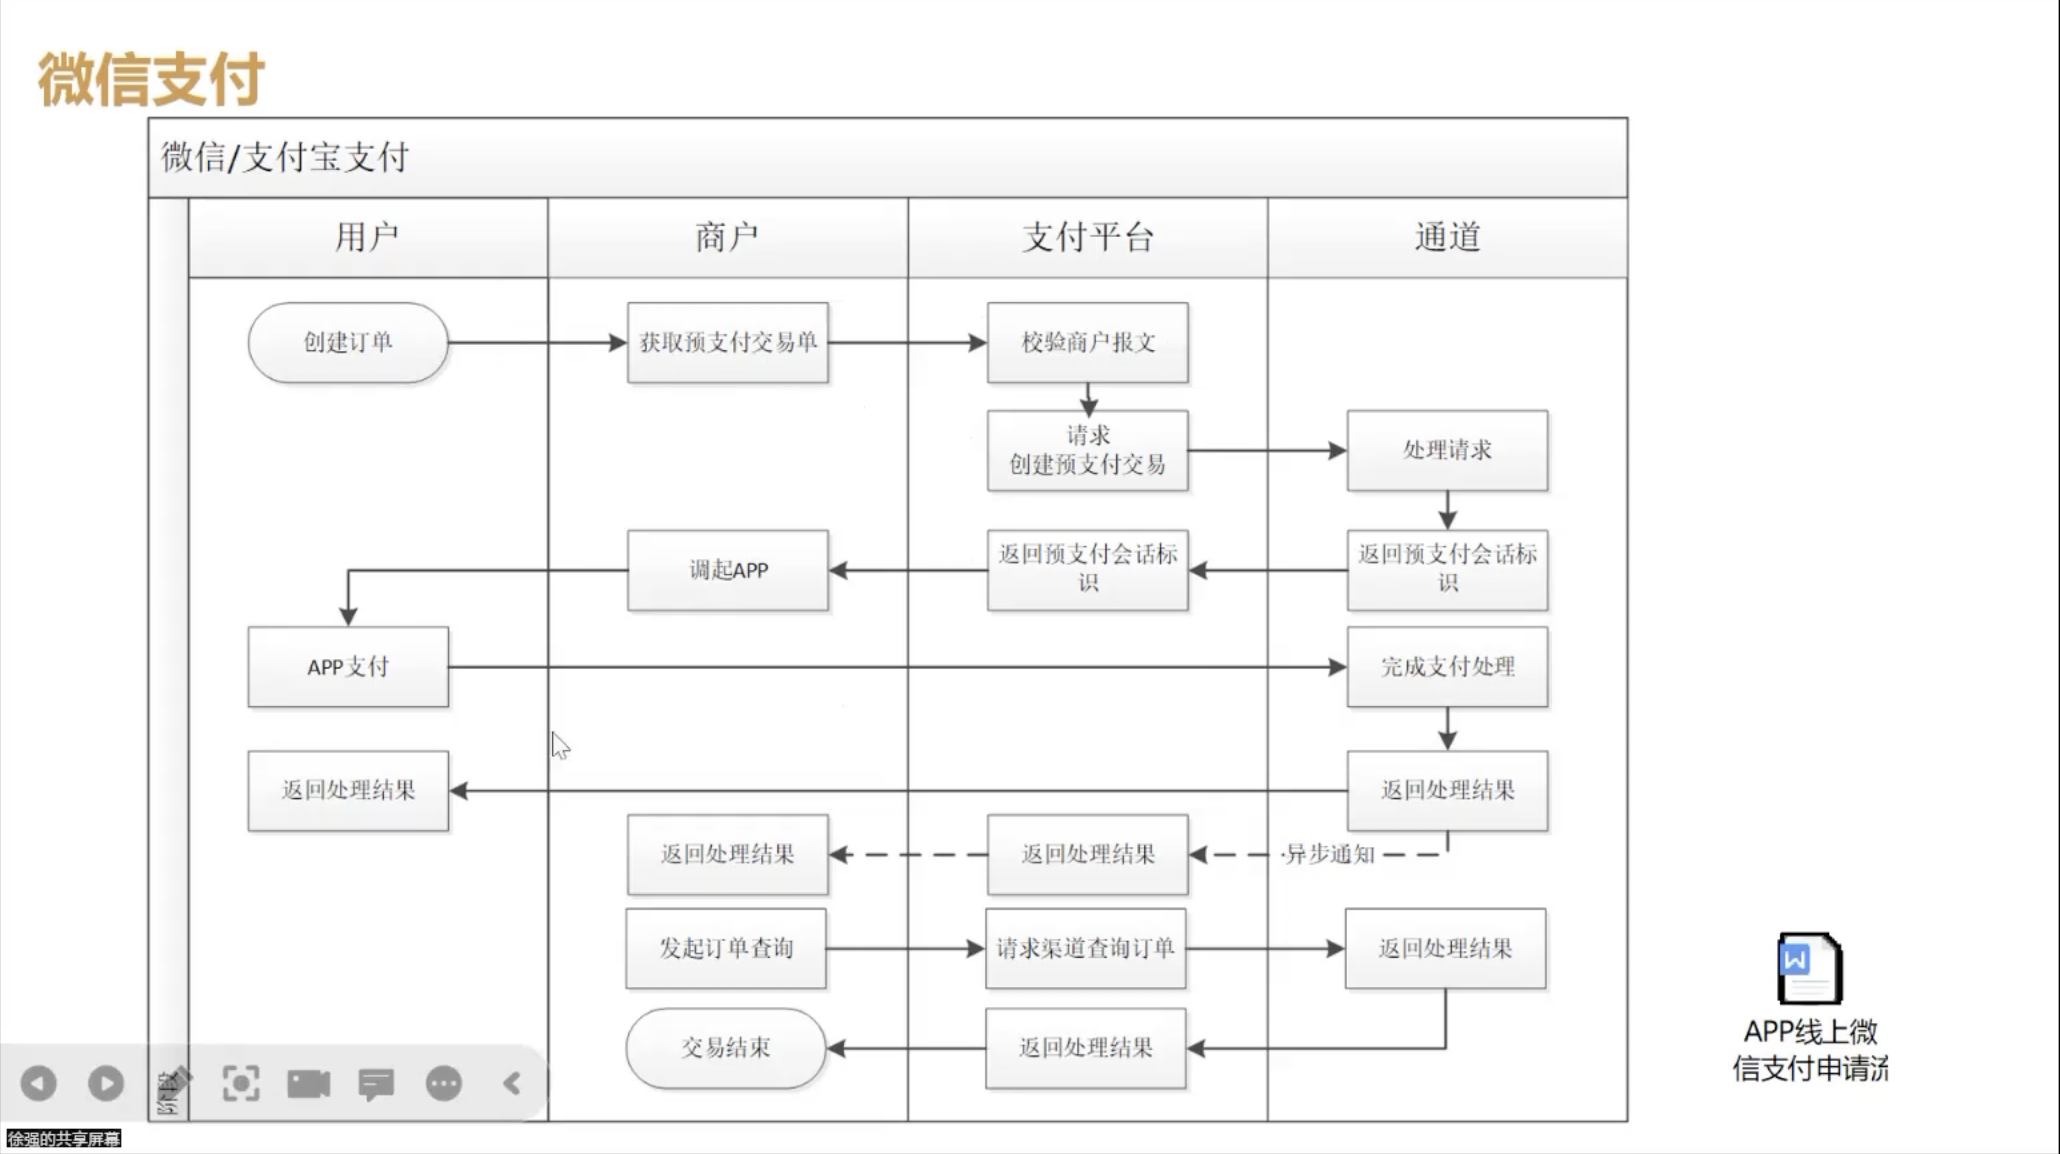 微信支付
微信/支付宝支付
用户
商户
支付平台
通道
创建订单
获取预支付交易单
校验商户报文
请求
创建预支付交易
处理请求
调起APP
返回预支付会话标
识
返回预支付会话标
识
APP支付
完成支付处理
返回处理结果
返回处理结果
返回处理结果
返回处理结果
异步通知
发起订单查询
请求渠道查询订单
返回处理结果
交易结束
返回处理结果
阶段
W
APP线上微
信支付申请流
徐强的共享屏幕